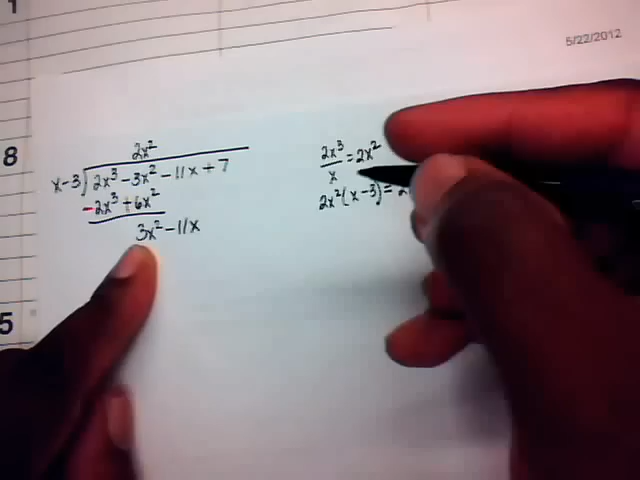 1
5/22/2012
8
2x²
x-3)2x³-3x²-11x+7
-2x³+6x²
3x²-11x
2x³/x=2x²
2x²(x-3)=2
5